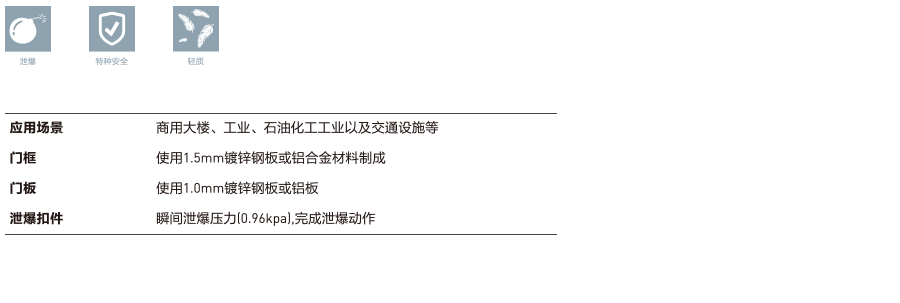 泄爆 特种安全 轻质
应用场景 商用大楼、工业、石油化工工业以及交通设施等
门框 使用1.5mm镀锌钢板或铝合金材料制成
门板 使用1.0mm镀锌钢板或铝板
泄爆扣件 瞬间泄爆压力(0.96kpa),完成泄爆动作